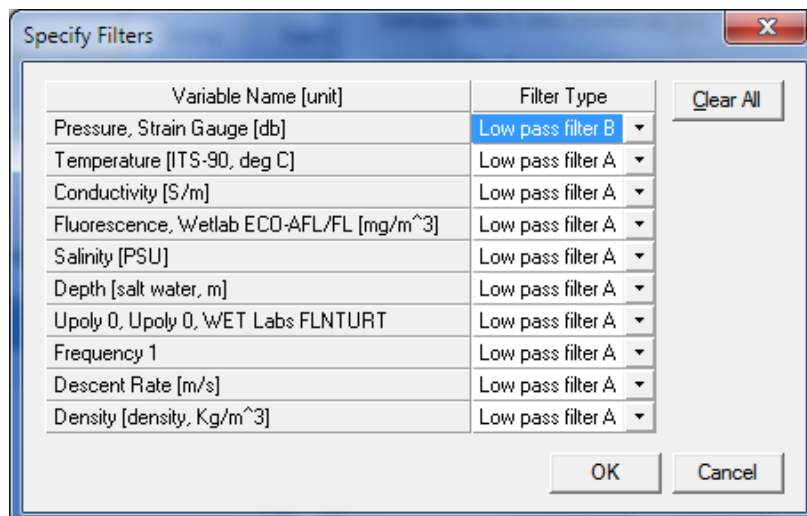 Specify Filters
Variable Name [unit] Filter Type Clear All
Pressure, Strain Gauge [db] Low pass filter B
Temperature [ITS-90, deg C] Low pass filter A
Conductivity [S/m] Low pass filter A
Fluorescence, Wetlab ECO-AFL/FL [mg/m^3] Low pass filter A
Salinity [PSU] Low pass filter A
Depth [salt water, m] Low pass filter A
Upoly 0, Upoly 0, WET Labs FLNTURT Low pass filter A
Frequency 1 Low pass filter A
Descent Rate [m/s] Low pass filter A
Density [density, Kg/m^3] Low pass filter A
OK Cancel